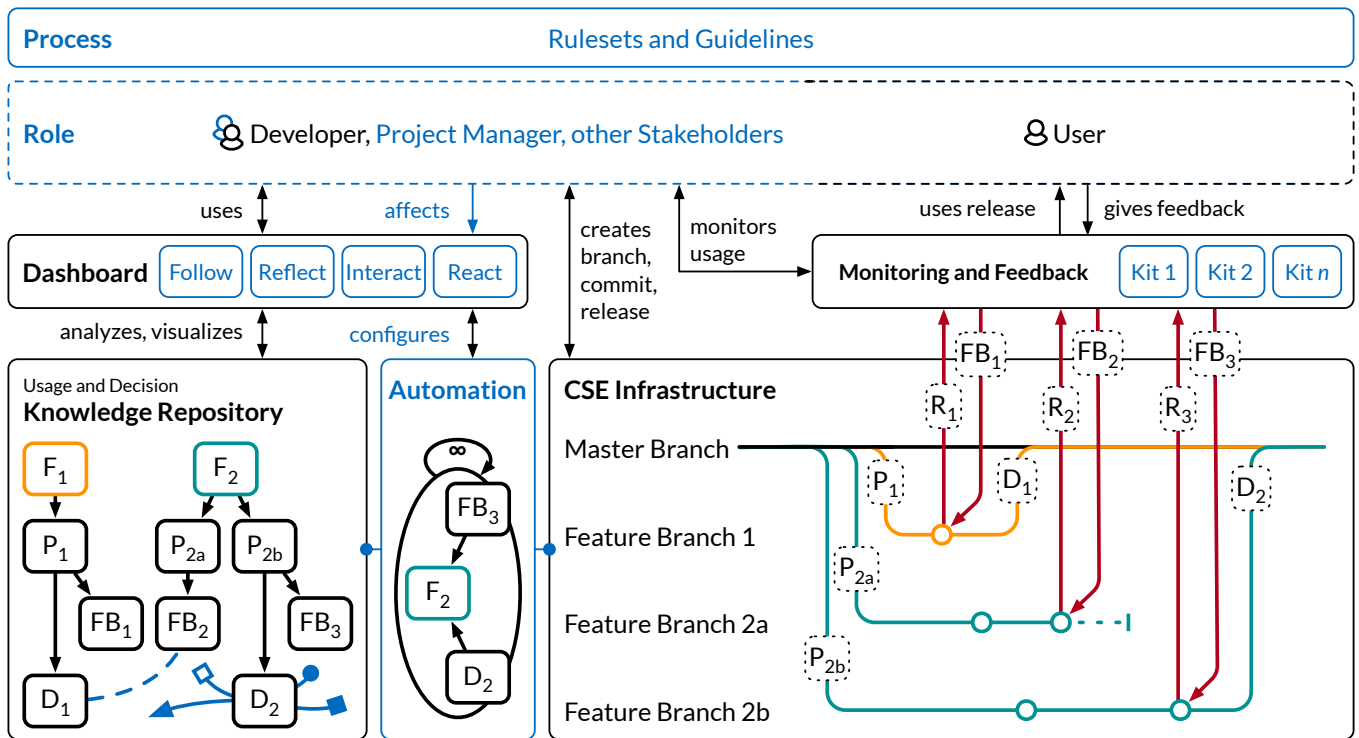 Process
Rulesets and Guidelines
Role
Developer, Project Manager, other Stakeholders
User
uses
affects
creates
branch,
commit,
release
monitors
usage
uses release
gives feedback
Dashboard
Follow
Reflect
Interact
React
Monitoring and Feedback
Kit 1
Kit 2
Kit n
analyzes, visualizes
configures
Usage and Decision
Knowledge Repository
F1
F2
P1
P2a
P2b
FB1
FB2
FB3
D1
D2
Automation
∞
FB3
F2
D2
CSE Infrastructure
FB1
FB2
FB3
R1
R2
R3
Master Branch
P1
D1
D2
Feature Branch 1
P2a
Feature Branch 2a
P2b
Feature Branch 2b